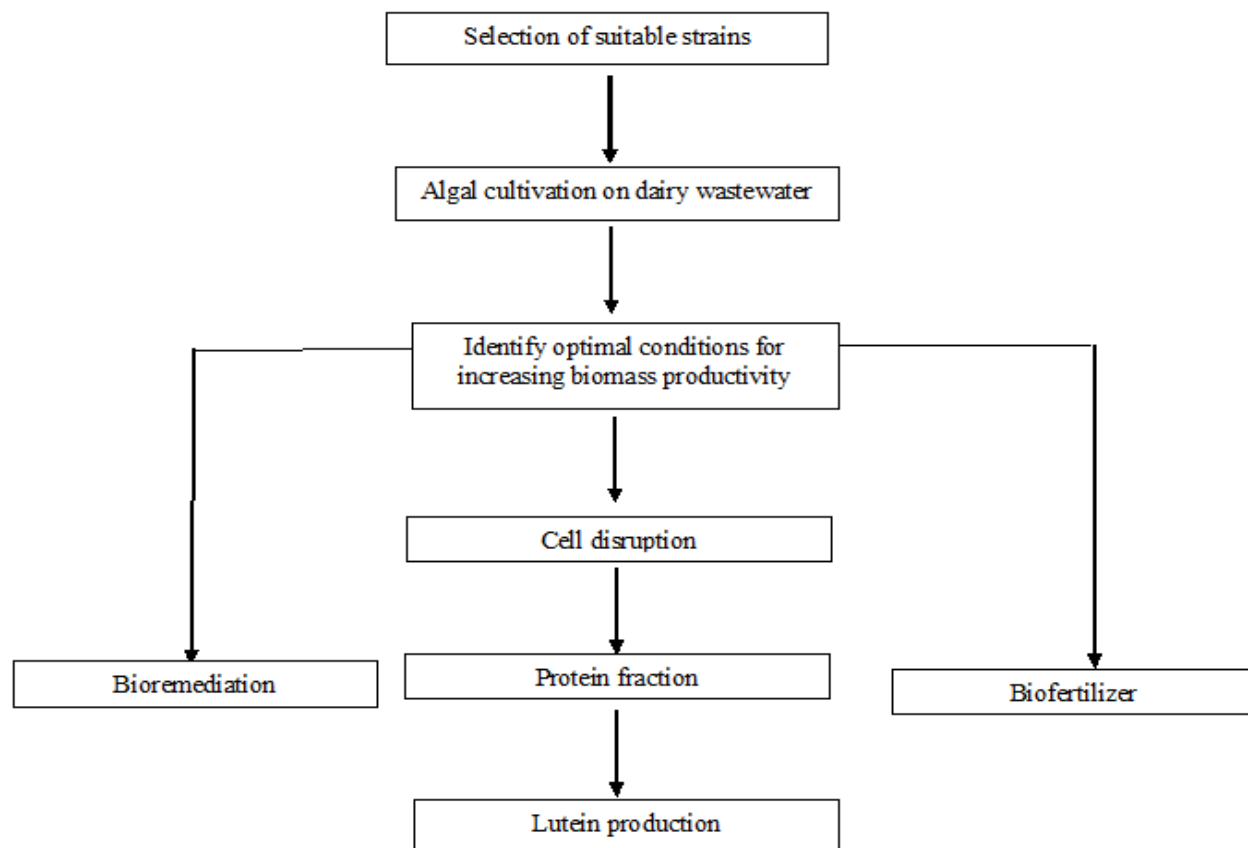 Selection of suitable strains
Algal cultivation on dairy wastewater
Identify optimal conditions for
increasing biomass productivity
Cell disruption
Bioremediation
Protein fraction
Biofertilizer
Lutein production